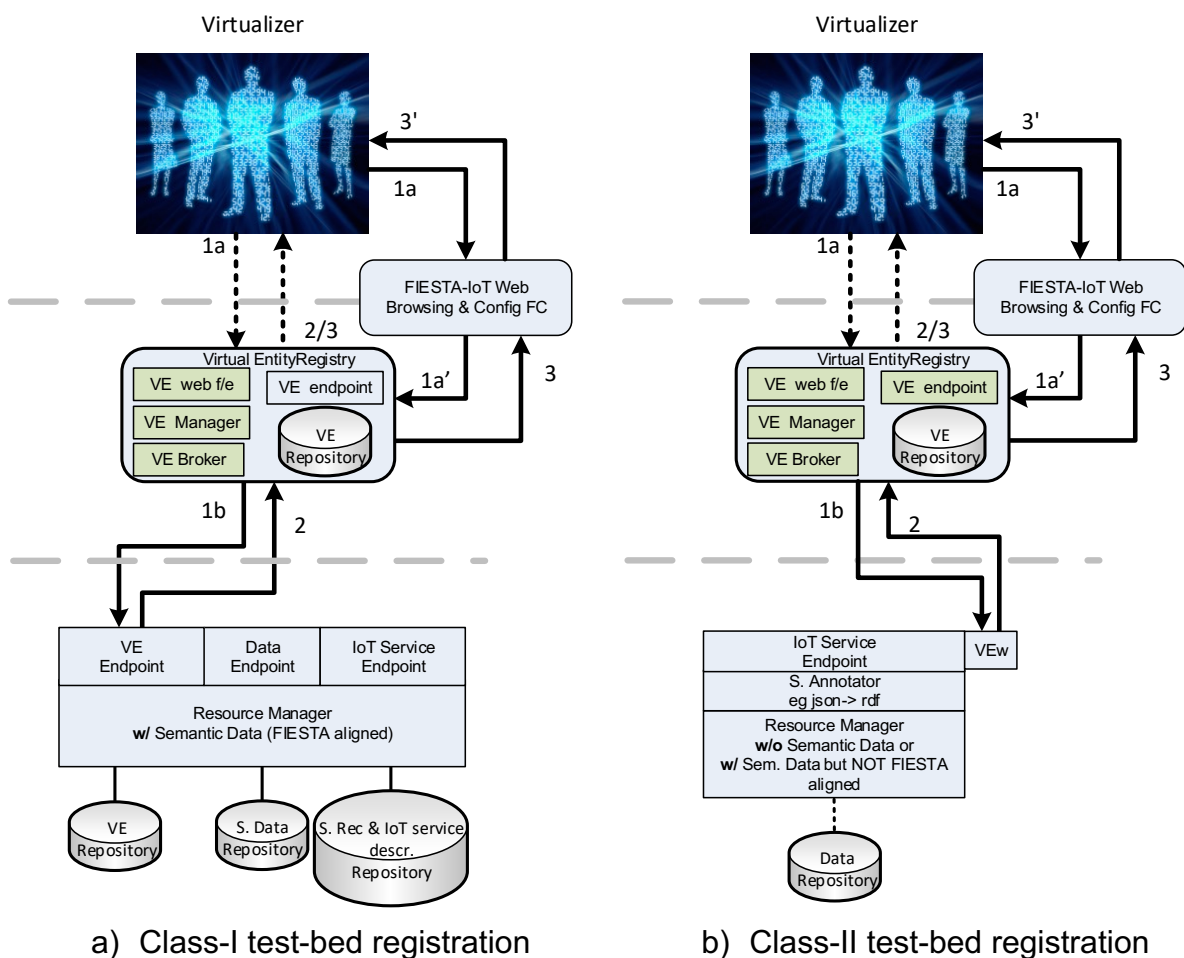 Virtualizer
3'
1a
1a
FIESTA-IoT Web
Browsing & Config FC
2/3
Virtual EntityRegistry
VE web f/e
VE endpoint
1a’
3
VE Manager
VE
Repository
VE Broker
1b
2
VE
Endpoint
Data
Endpoint
IoT Service
Endpoint
Resource Manager
w/ Semantic Data (FIESTA aligned)
VE
Repository
S. Data
Repository
S. Rec & IoT service
descr.
Repository
a) Class-I test-bed registration
Virtualizer
3'
1a
1a
FIESTA-IoT Web
Browsing & Config FC
2/3
Virtual EntityRegistry
VE web f/e
VE endpoint
1a’
3
VE Manager
VE
Repository
VE Broker
1b
2
IoT Service
Endpoint
VEw
S. Annotator
eg json-> rdf
Resource Manager
w/o Semantic Data or
w/ Sem. Data but NOT FIESTA
aligned
Data
Repository
b) Class-II test-bed registration